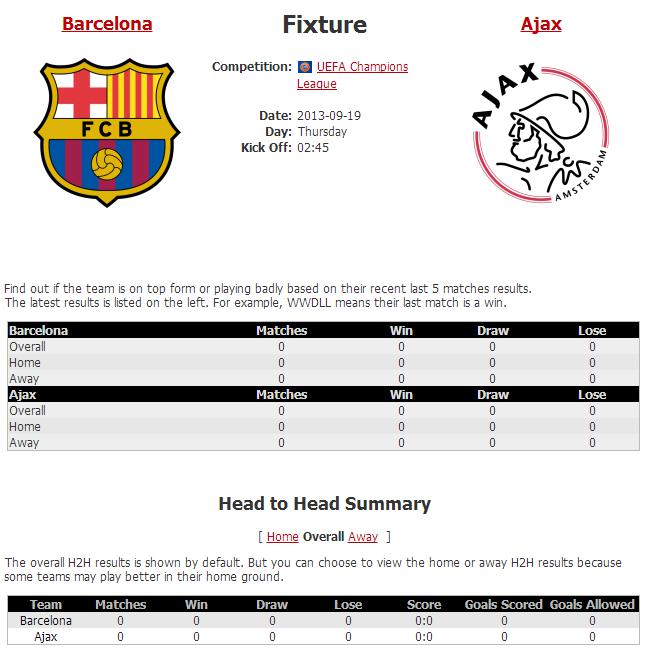 Barcelona
Fixture
Ajax
FCB
Competition: UEFA Champions
League
Date: 2013-09-19
Day: Thursday
Kick Off: 02:45
AJAX
AMSTERDAM
Find out if the team is on top form or playing badly based on their recent last 5 matches results.
The latest results is listed on the left. For example, WWDLL means their last match is a win.
Barcelona Matches Win Draw Lose
Overall 0 0 0 0
Home 0 0 0 0
Away 0 0 0 0
Ajax Matches Win Draw Lose
Overall 0 0 0 0
Home 0 0 0 0
Away 0 0 0 0
Head to Head Summary
[ Home Overall Away ]
The overall H2H results is shown by default. But you can choose to view the home or away H2H results because
some teams may play better in their home ground.
Team Matches Win Draw Lose Score Goals Scored Goals Allowed
Barcelona 0 0 0 0 0:0 0 0
Ajax 0 0 0 0 0:0 0 0